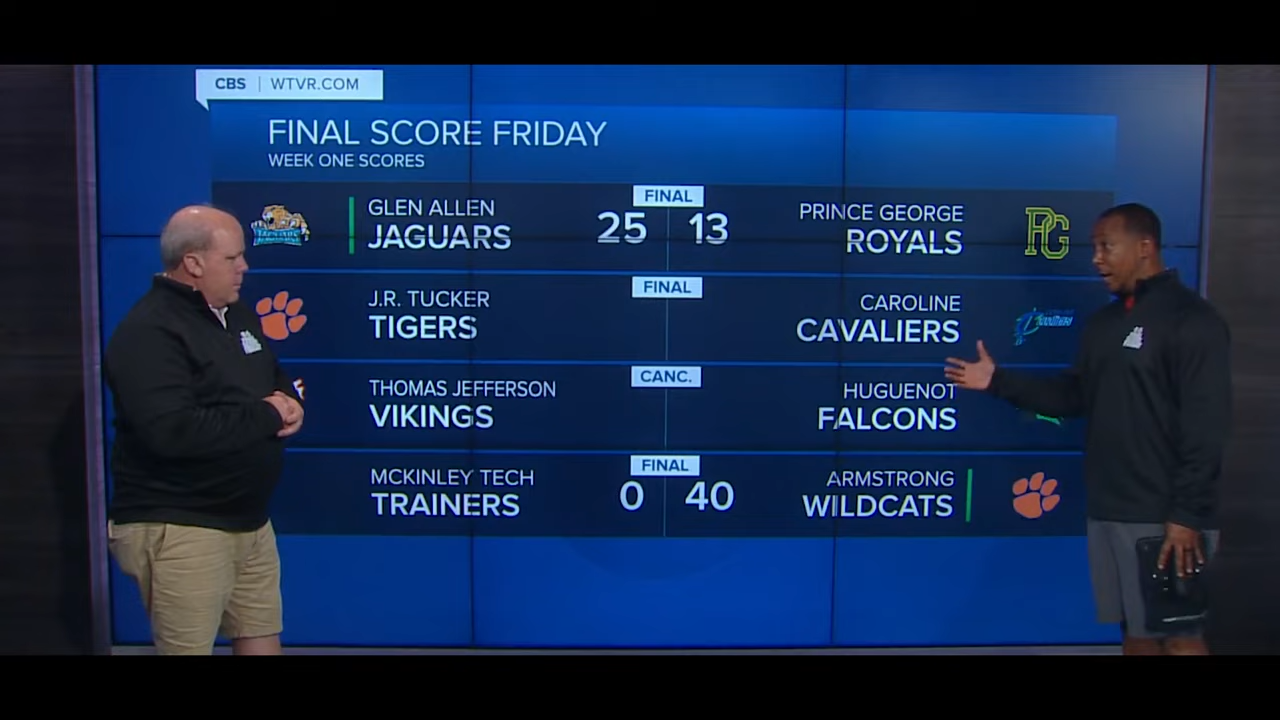 CBS | WTVR.COM
FINAL SCORE FRIDAY
WEEK ONE SCORES
GLEN ALLEN
JAGUARS
25
FINAL
13
PRINCE GEORGE
ROYALS
PG
J.R. TUCKER
TIGERS
FINAL
CAROLINE
CAVALIERS
THOMAS JEFFERSON
VIKINGS
CANC.
HUGUENOT
FALCONS
MCKINLEY TECH
TRAINERS
0
FINAL
40
ARMSTRONG
WILDCATS